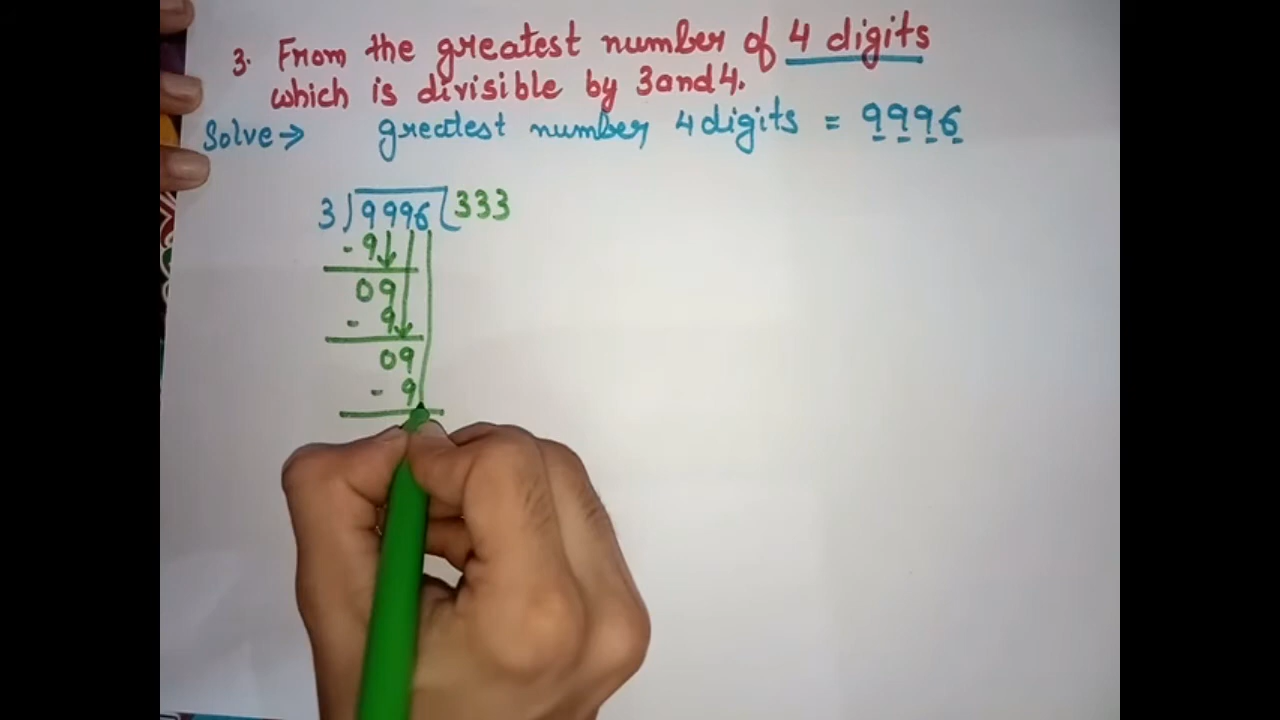 3. From the greatest number of 4 digits
which is divisible by 3 and 4.
Solve → greatest number 4 digits = 9996
3 ) 9996 ( 333
- 9
09
- 9
09
- 9